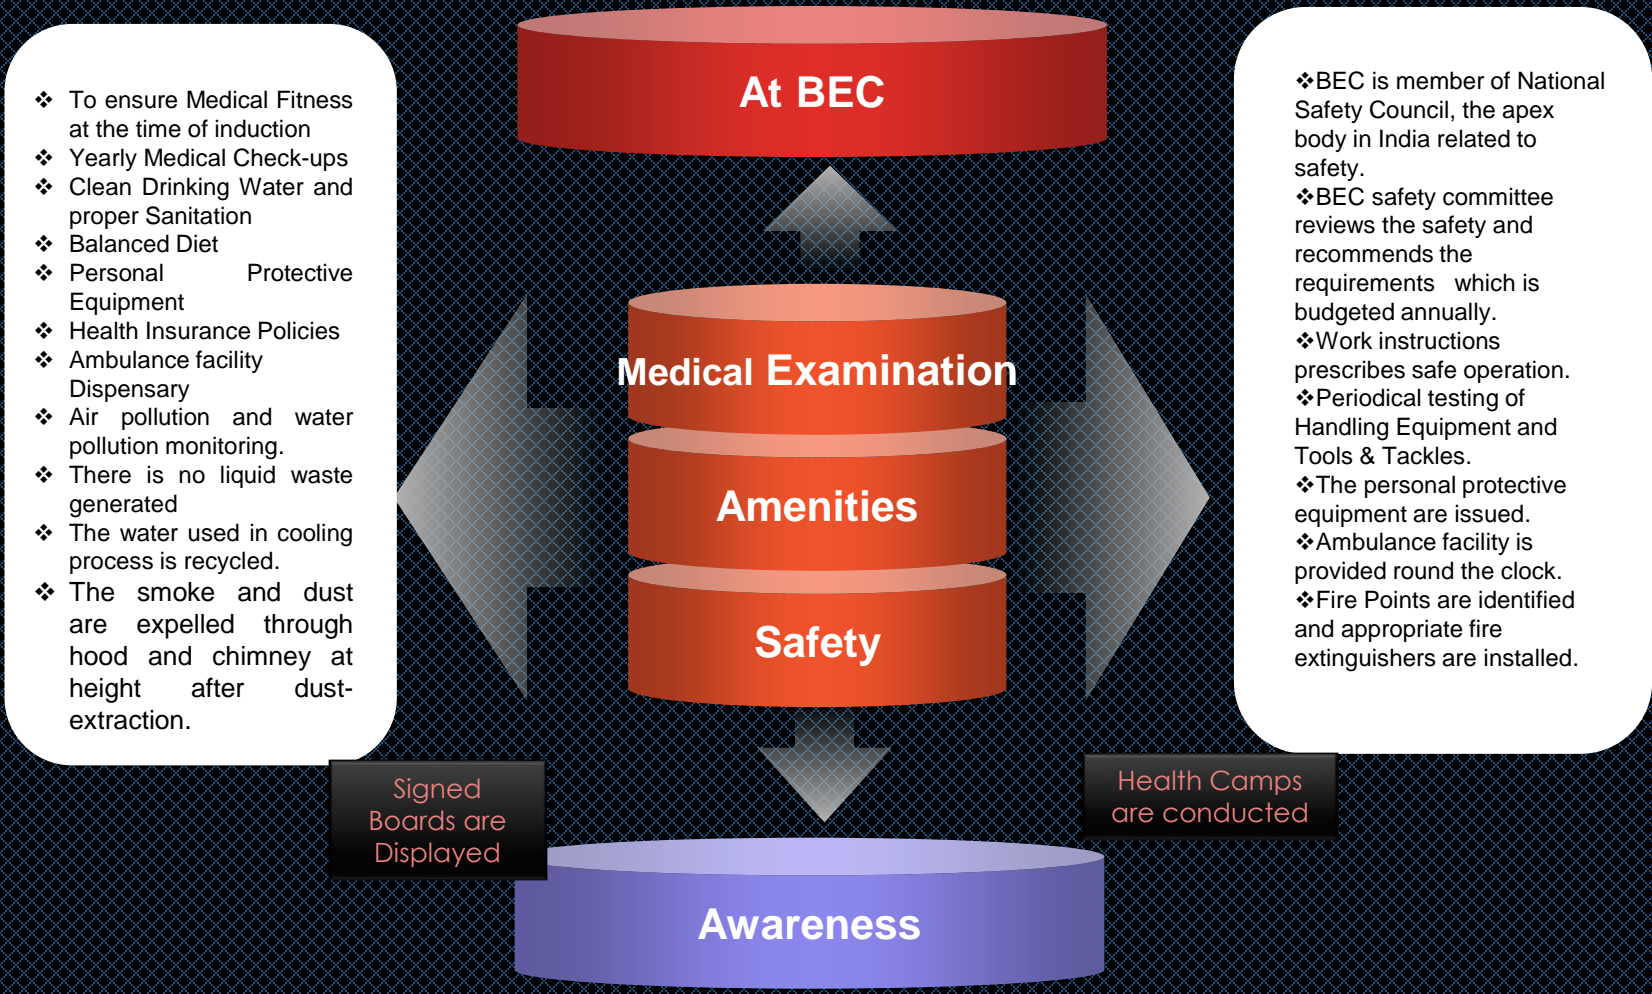 At BEC
❖ To ensure Medical Fitness
at the time of induction
❖ Yearly Medical Check-ups
❖ Clean Drinking Water and
proper Sanitation
❖ Balanced Diet
❖ Personal Protective
Equipment
❖ Health Insurance Policies
❖ Ambulance facility
Dispensary
❖ Air pollution and water
pollution monitoring.
❖ There is no liquid waste
generated
❖ The water used in cooling
process is recycled.
❖ The smoke and dust
are expelled through
hood and chimney at
height after dust-
extraction.
Medical Examination
Amenities
Safety
❖BEC is member of National
Safety Council, the apex
body in India related to
safety.
❖BEC safety committee
reviews the safety and
recommends the
requirements which is
budgeted annually.
❖Work instructions
prescribes safe operation.
❖Periodical testing of
Handling Equipment and
Tools & Tackles.
❖The personal protective
equipment are issued.
❖Ambulance facility is
provided round the clock.
❖Fire Points are identified
and appropriate fire
extinguishers are installed.
Signed
Boards are
Displayed
Health Camps
are conducted
Awareness